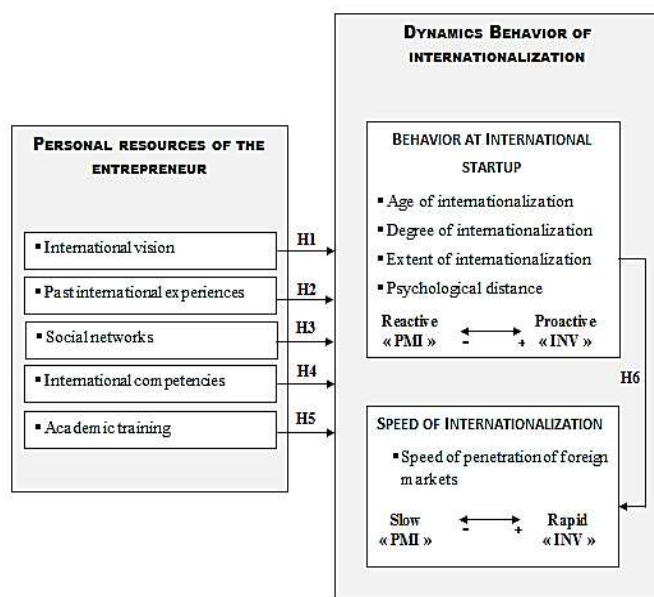 PERSONAL RESOURCES OF THE
ENTREPRENEUR
▪ International vision
▪ Past international experiences
▪ Social networks
▪ International competencies
▪ Academic training
H1
H2
H3
H4
H5
DYNAMICS BEHAVIOR OF
INTERNATIONALIZATION
BEHAVIOR AT INTERNATIONAL
STARTUP
▪ Age of internationalization
▪ Degree of internationalization
▪ Extent of internationalization
▪ Psychological distance
Reactive Proactive
« PMI » - + « INV »
H6
SPEED OF INTERNATIONALIZATION
▪ Speed of penetration of foreign
markets
Slow Rapid
« PMI » - + « INV »